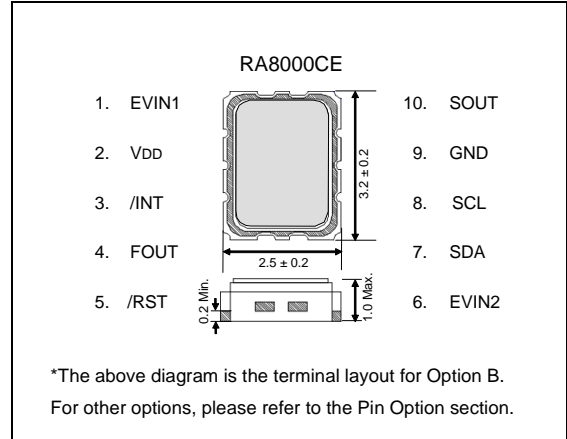 RA8000CE
1. EVIN1
10. SOUT
2. VDD
9. GND
3. /INT
8. SCL
4. FOUT
7. SDA
5. /RST
6. EVIN2
3.2 ± 0.2
2.5 ± 0.2
0.2 Min.
1.0 Max.
*The above diagram is the terminal layout for Option B.
For other options, please refer to the Pin Option section.